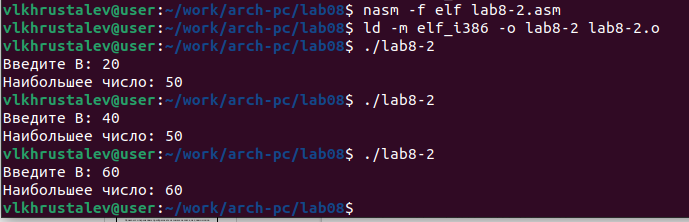 vlkhrustalev@user:~/work/arch-pc/lab08$ nasm -f elf lab8-2.asm
vlkhrustalev@user:~/work/arch-pc/lab08$ ld -m elf_i386 -o lab8-2 lab8-2.o
vlkhrustalev@user:~/work/arch-pc/lab08$ ./lab8-2
Введите B: 20
Наибольшее число: 50
vlkhrustalev@user:~/work/arch-pc/lab08$ ./lab8-2
Введите B: 40
Наибольшее число: 50
vlkhrustalev@user:~/work/arch-pc/lab08$ ./lab8-2
Введите B: 60
Наибольшее число: 60
vlkhrustalev@user:~/work/arch-pc/lab08$